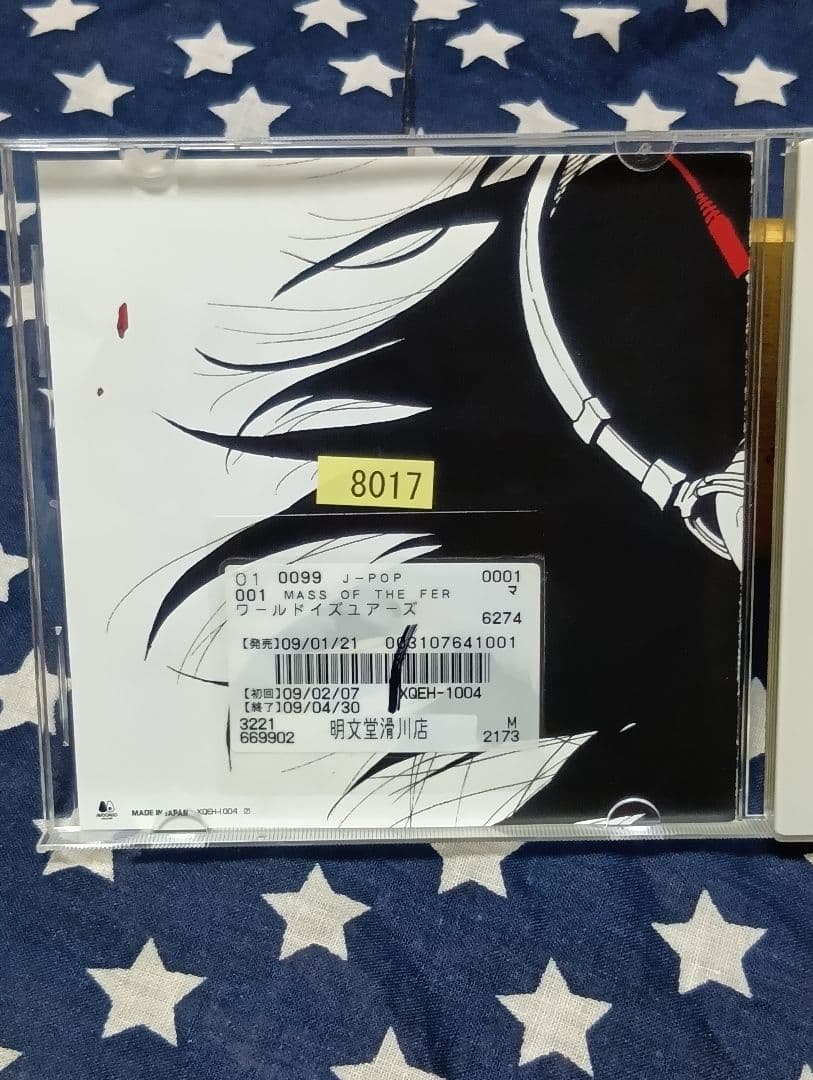 8017
01 0099 J-POP 0001
001 MASS OF THE FER マ
ワールドイズユアーズ 6274
【発売】09/01/21 003107641001
【初回】09/02/07 XQEH-1004
【終了】09/04/30
3221 明文堂滑川店 M
669902 2173
MADE IN JAPAN XQEH-1004